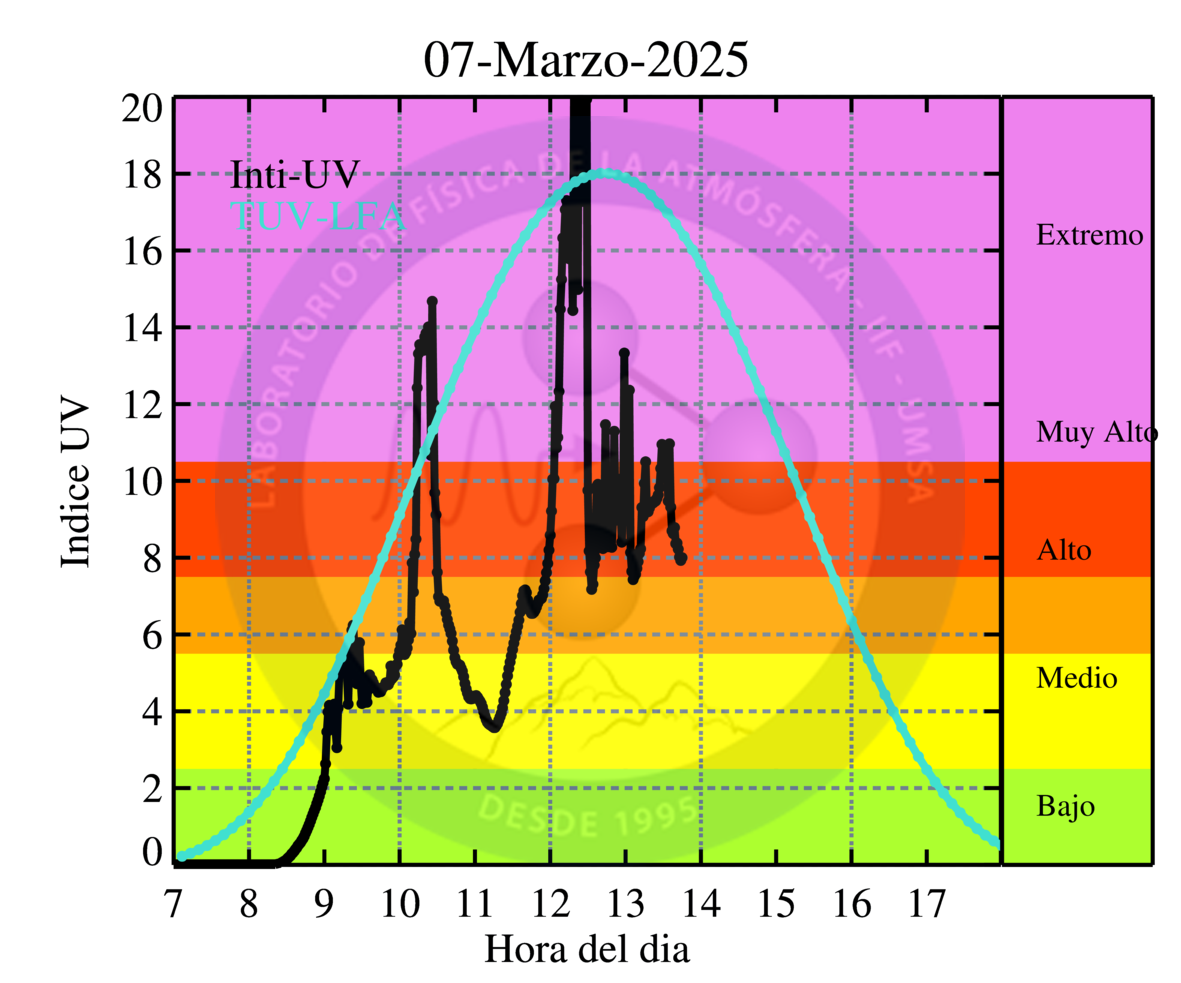 07-Marzo-2025
Indice UV
20
18
16
14
12
10
8
6
4
2
0
Inti-UV
TUV-LFA
LABORATORIO DE FÍSICA DE LA ATMÓSFERA - IIF - UMSA
DESDE 1995
Extremo
Muy Alto
Alto
Medio
Bajo
7 8 9 10 11 12 13 14 15 16 17
Hora del dia